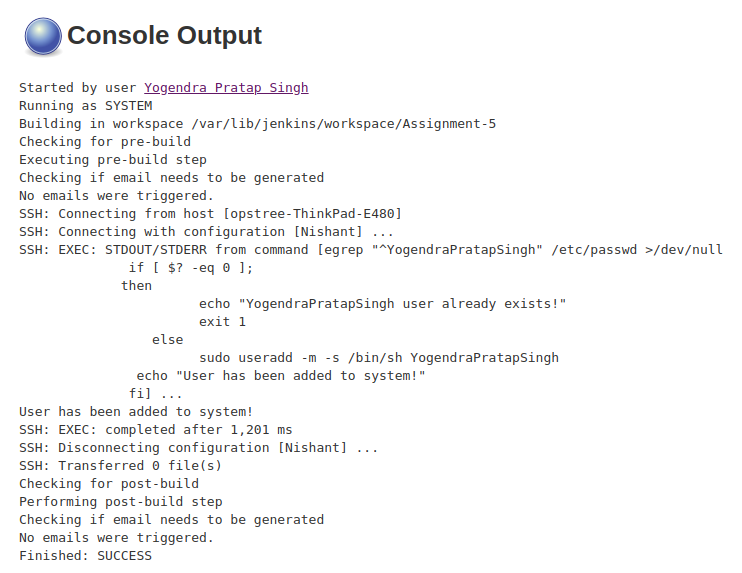 Console Output
Started by user Yogendra Pratap Singh
Running as SYSTEM
Building in workspace /var/lib/jenkins/workspace/Assignment-5
Checking for pre-build
Executing pre-build step
Checking if email needs to be generated
No emails were triggered.
SSH: Connecting from host [opstree-ThinkPad-E480]
SSH: Connecting with configuration [Nishant] ...
SSH: EXEC: STDOUT/STDERR from command [egrep "^YogendraPratapSingh" /etc/passwd >/dev/null
if [ $? -eq 0 ];
then
echo "YogendraPratapSingh user already exists!"
exit 1
else
sudo useradd -m -s /bin/sh YogendraPratapSingh
echo "User has been added to system!"
fi] ...
User has been added to system!
SSH: EXEC: completed after 1,201 ms
SSH: Disconnecting configuration [Nishant] ...
SSH: Transferred 0 file(s)
Checking for post-build
Performing post-build step
Checking if email needs to be generated
No emails were triggered.
Finished: SUCCESS